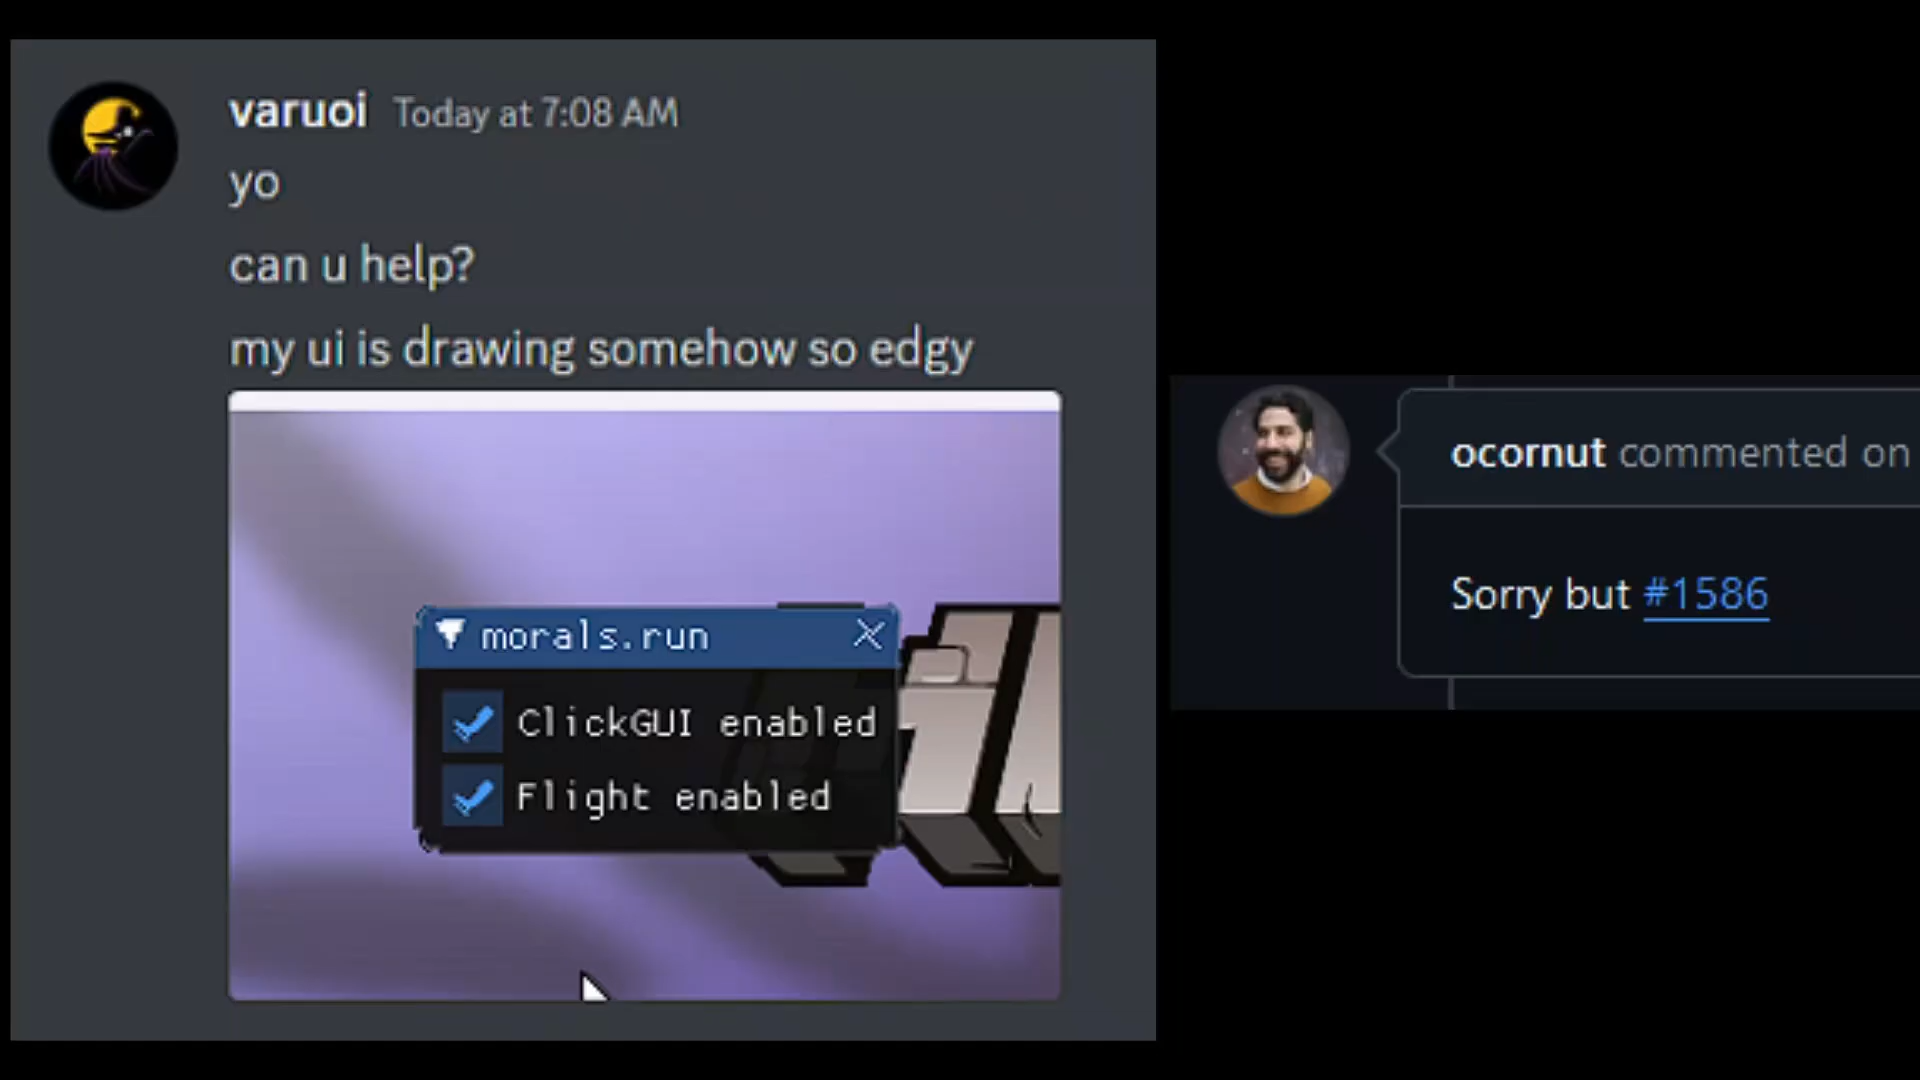 varuoi Today at 7:08 AM
yo
can u help?
my ui is drawing somehow so edgy
morals.run
ClickGUI enabled
Flight enabled
ocornut commented on
Sorry but #1586